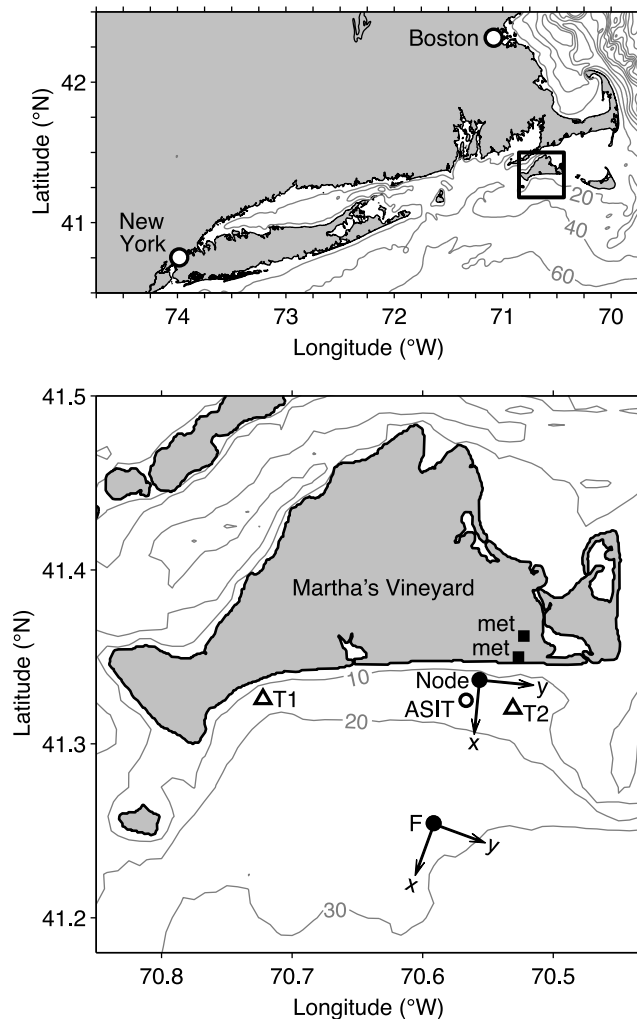 Boston
New
York
20
40
60
42
41
Latitude (°N)
74
73
72
71
70
Longitude (°W)
41.5
41.4
41.3
41.2
Latitude (°N)
Martha's Vineyard
met
met
10
Node
y
T1
ASIT
T2
20
x
F
y
x
30
70.8
70.7
70.6
70.5
Longitude (°W)